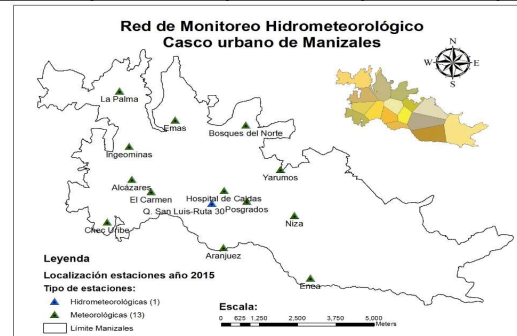 Red de Monitoreo Hidrometeorológico
Casco urbano de Manizales
N
W E
S
La Palma
Emas
Bosques del Norte
Ingeominas
Yarumos
Alcázares
El Carmen
Hospital de Caldas
Q. San Luis-Ruta 30
Posgrados
Niza
Chec Uribe
Aranjuez
Enea
Leyenda
Localización estaciones año 2015
Tipo de estaciones:
Hidrometeorológicas (1)
Meteorológicas (13)
Límite Manizales
Escala:
0 625 1.250 2.500 3.750 5.000
Meters